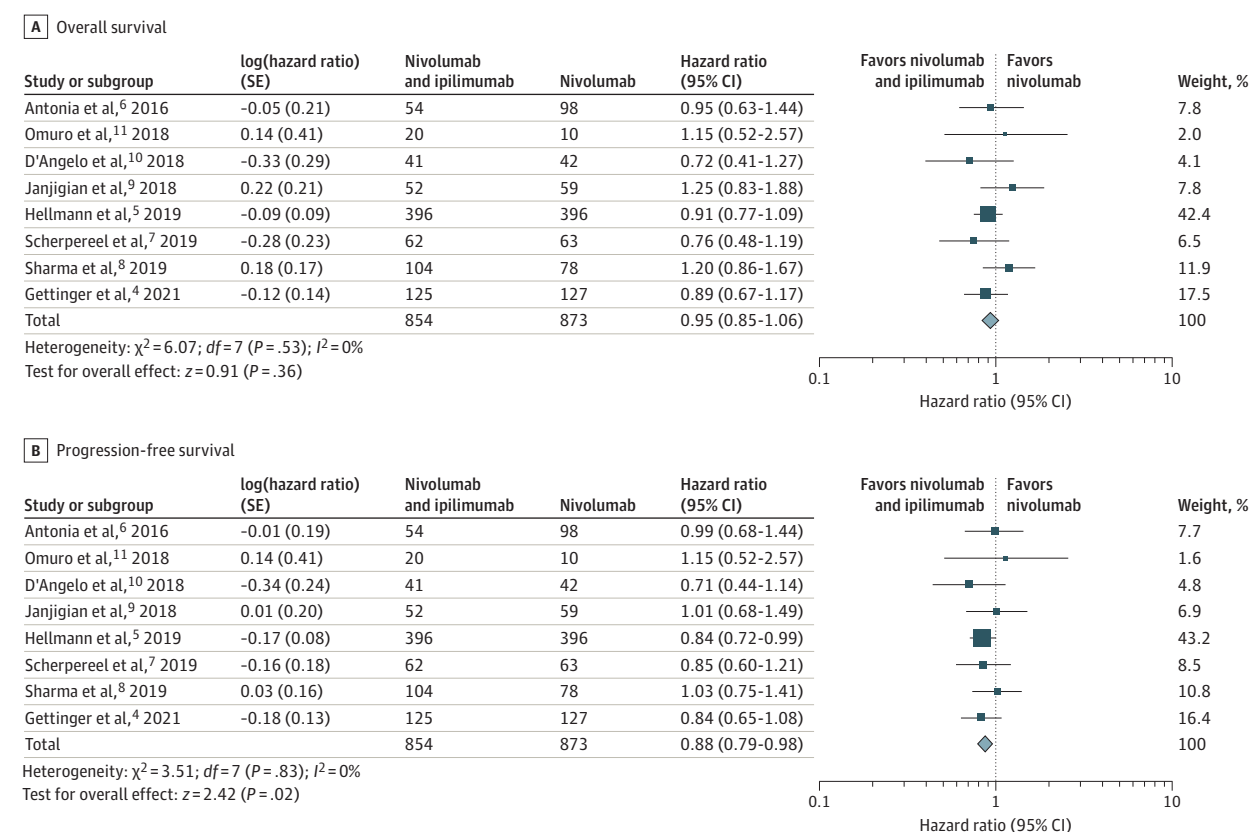 A Overall survival
log(hazard ratio) Nivolumab Hazard ratio Favors nivolumab Favors
Study or subgroup (SE) and ipilimumab Nivolumab (95% CI) and ipilimumab nivolumab Weight, %
Antonia et al,6 2016 -0.05 (0.21) 54 98 0.95 (0.63-1.44) 7.8
Omuro et al,11 2018 0.14 (0.41) 20 10 1.15 (0.52-2.57) 2.0
D'Angelo et al,10 2018 -0.33 (0.29) 41 42 0.72 (0.41-1.27) 4.1
Janjigian et al,9 2018 0.22 (0.21) 52 59 1.25 (0.83-1.88) 7.8
Hellmann et al,5 2019 -0.09 (0.09) 396 396 0.91 (0.77-1.09) 42.4
Scherpereel et al,7 2019 -0.28 (0.23) 62 63 0.76 (0.48-1.19) 6.5
Sharma et al,8 2019 0.18 (0.17) 104 78 1.20 (0.86-1.67) 11.9
Gettinger et al,4 2021 -0.12 (0.14) 125 127 0.89 (0.67-1.17) 17.5
Total 854 873 0.95 (0.85-1.06) 100
Heterogeneity: χ2 = 6.07; df = 7 (P = .53); I2 = 0%
Test for overall effect: z = 0.91 (P = .36)
0.1 1 10
Hazard ratio (95% CI)
B Progression-free survival
log(hazard ratio) Nivolumab Hazard ratio Favors nivolumab Favors
Study or subgroup (SE) and ipilimumab Nivolumab (95% CI) and ipilimumab nivolumab Weight, %
Antonia et al,6 2016 -0.01 (0.19) 54 98 0.99 (0.68-1.44) 7.7
Omuro et al,11 2018 0.14 (0.41) 20 10 1.15 (0.52-2.57) 1.6
D'Angelo et al,10 2018 -0.34 (0.24) 41 42 0.71 (0.44-1.14) 4.8
Janjigian et al,9 2018 0.01 (0.20) 52 59 1.01 (0.68-1.49) 6.9
Hellmann et al,5 2019 -0.17 (0.08) 396 396 0.84 (0.72-0.99) 43.2
Scherpereel et al,7 2019 -0.16 (0.18) 62 63 0.85 (0.60-1.21) 8.5
Sharma et al,8 2019 0.03 (0.16) 104 78 1.03 (0.75-1.41) 10.8
Gettinger et al,4 2021 -0.18 (0.13) 125 127 0.84 (0.65-1.08) 16.4
Total 854 873 0.88 (0.79-0.98) 100
Heterogeneity: χ2 = 3.51; df = 7 (P = .83); I2 = 0%
Test for overall effect: z = 2.42 (P = .02)
0.1 1 10
Hazard ratio (95% CI)